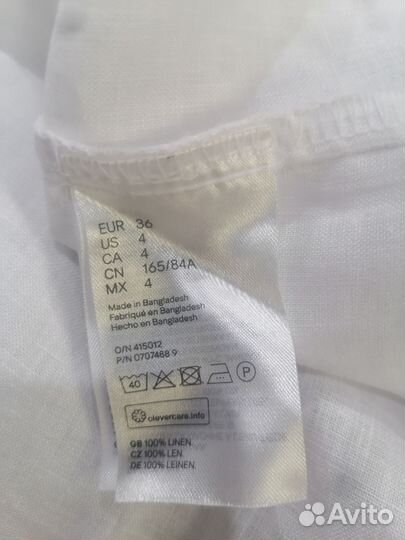 EUR 36
US 4
CA 4
CN 165/84A
MX 4
Made in Bangladesh
Fabriqué en Bangladesh
Hecho en Bangladesh
O/N 415012
P/N 0707488 9
40 P
clevercare.info
GB 100% LINEN.
CZ 100% LEN.
DE 100% LEINEN.
Avito